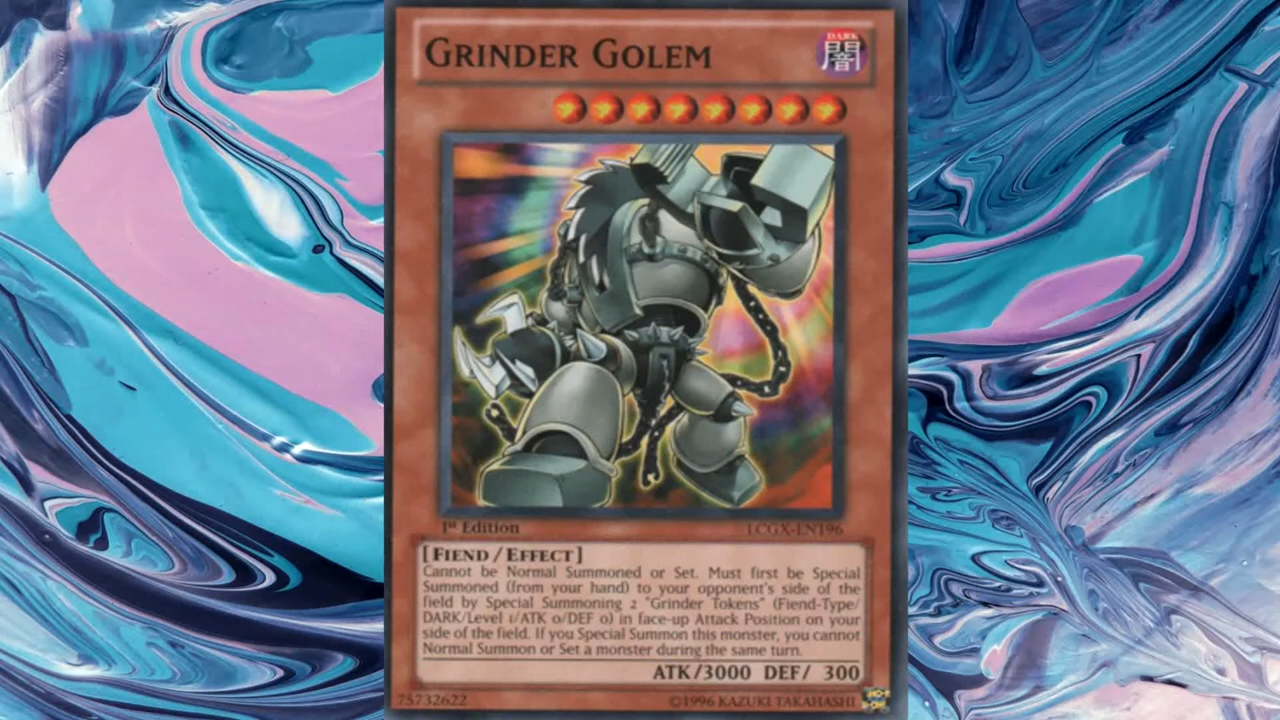 GRINDER GOLEM
DARK
闇
1st Edition
LCGX-EN196
[FIEND/EFFECT]
Cannot be Normal Summoned or Set. Must first be Special
Summoned (from your hand) to your opponent's side of the
field by Special Summoning 2 "Grinder Tokens" (Fiend-Type/
DARK/Level 1/ATK 0/DEF 0) in face-up Attack Position on your
side of the field. If you Special Summon this monster, you cannot
Normal Summon or Set a monster during the same turn.
ATK/3000 DEF/ 300
75732622
©1996 KAZUKI TAKAHASHI